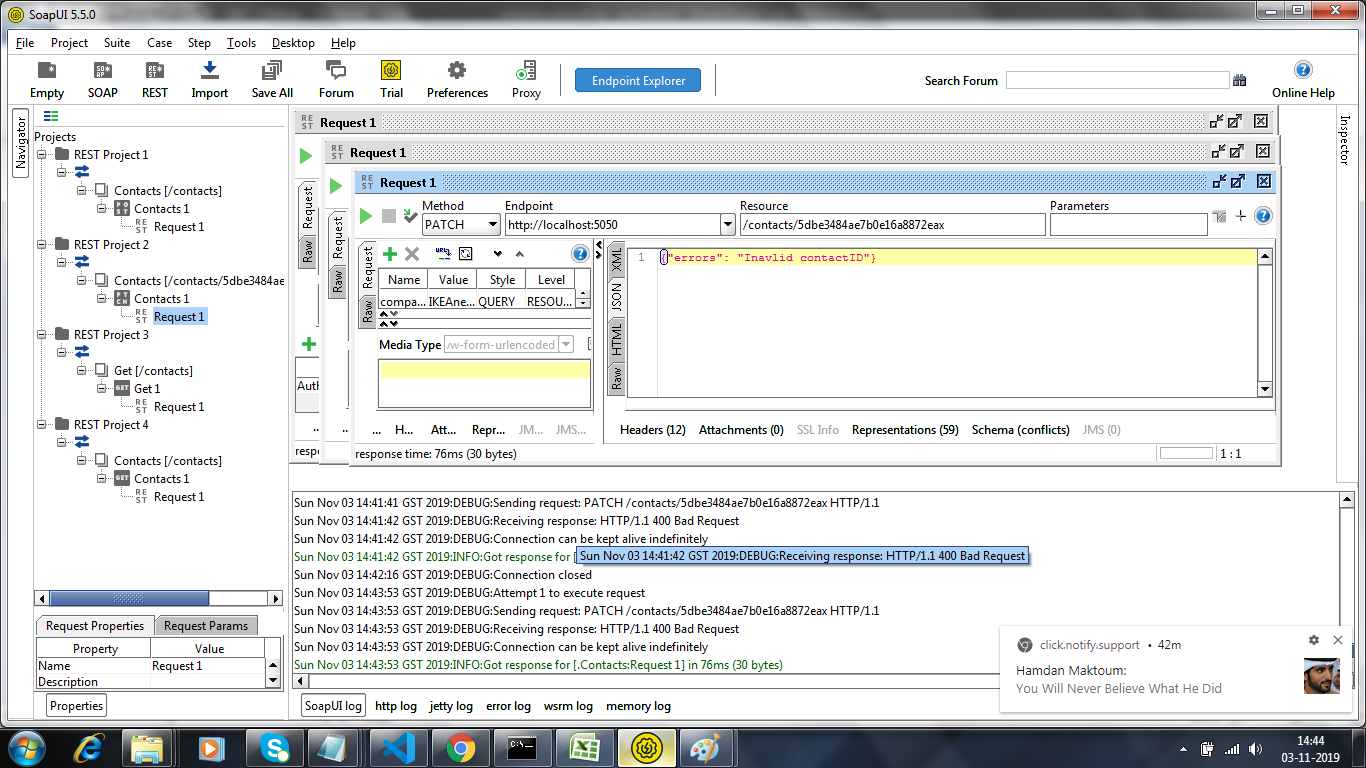 SoapUI 5.5.0
File Project Suite Case Step Tools Desktop Help
Empty SOAP REST Import Save All Forum Trial Preferences Proxy Endpoint Explorer Search Forum Online Help
Navigator
Projects
REST Project 1
Contacts [/contacts]
Contacts 1
Request 1
REST Project 2
Contacts [/contacts/5dbe3484ae
Contacts 1
Request 1
REST Project 3
Get [/contacts]
Get 1
Request 1
REST Project 4
Contacts [/contacts]
Contacts 1
Request 1
Request Properties Request Params
Property Value
Name Request 1
Description
Properties
Request 1
Request 1
Request 1
Request
Raw
Auth
respo
Request
Raw
Method Endpoint Resource Parameters
PATCH http://localhost:5050 /contacts/5dbe3484ae7b0e16a8872eax
Request
Raw
Name Value Style Level
compa... IKEAne... QUERY RESOU...
Media Type w-form-urlencoded
... H... Att... Repr... JM... JMS...
XML
JSON
HTML
Raw
1 {"errors": "Inavlid contactID"}
Headers (12) Attachments (0) SSL Info Representations (59) Schema (conflicts) JMS (0)
response time: 76ms (30 bytes) 1 : 1
Inspector
Sun Nov 03 14:41:41 GST 2019:DEBUG:Sending request: PATCH /contacts/5dbe3484ae7b0e16a8872eax HTTP/1.1
Sun Nov 03 14:41:42 GST 2019:DEBUG:Receiving response: HTTP/1.1 400 Bad Request
Sun Nov 03 14:41:42 GST 2019:DEBUG:Connection can be kept alive indefinitely
Sun Nov 03 14:41:42 GST 2019:INFO:Got response for [
Sun Nov 03 14:41:42 GST 2019:DEBUG:Receiving response: HTTP/1.1 400 Bad Request
Sun Nov 03 14:42:16 GST 2019:DEBUG:Connection closed
Sun Nov 03 14:43:53 GST 2019:DEBUG:Attempt 1 to execute request
Sun Nov 03 14:43:53 GST 2019:DEBUG:Sending request: PATCH /contacts/5dbe3484ae7b0e16a8872eax HTTP/1.1
Sun Nov 03 14:43:53 GST 2019:DEBUG:Receiving response: HTTP/1.1 400 Bad Request
Sun Nov 03 14:43:53 GST 2019:DEBUG:Connection can be kept alive indefinitely
Sun Nov 03 14:43:53 GST 2019:INFO:Got response for [.Contacts:Request 1] in 76ms (30 bytes)
SoapUI log http log jetty log error log wsrm log memory log
click.notify.support • 42m
Hamdan Maktoum:
You Will Never Believe What He Did
14:44
03-11-2019